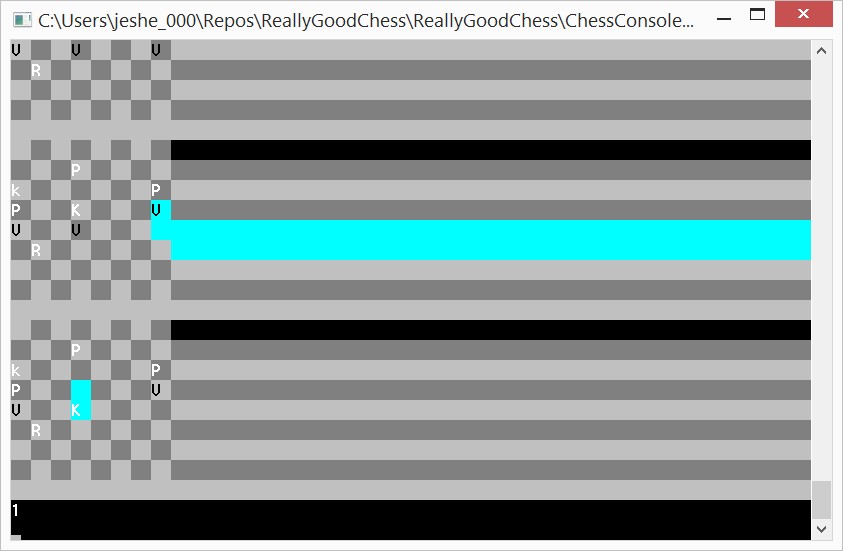 C:\Users\jeshe_000\Repos\ReallyGoodChess\ReallyGoodChess\ChessConsole...
V V V
R
P
k P
P K V
V V
R
P
k P
P V
V K
R
1